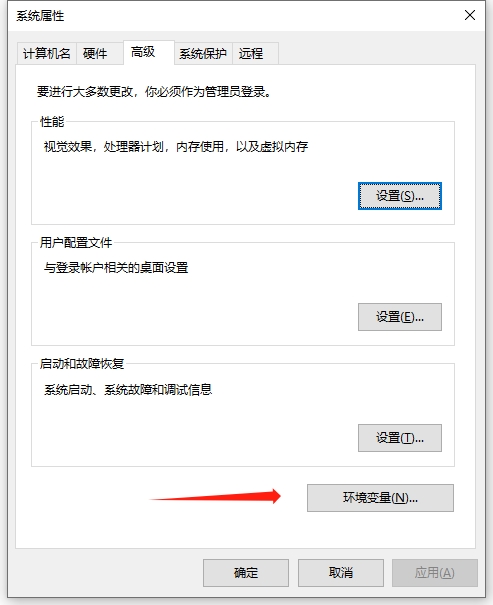 系统属性
计算机名 硬件 高级 系统保护 远程
要进行大多数更改，你必须作为管理员登录。
性能
视觉效果，处理器计划，内存使用，以及虚拟内存
设置(S)...
用户配置文件
与登录帐户相关的桌面设置
设置(E)...
启动和故障恢复
系统启动、系统故障和调试信息
设置(T)...
环境变量(N)...
确定 取消 应用(A)